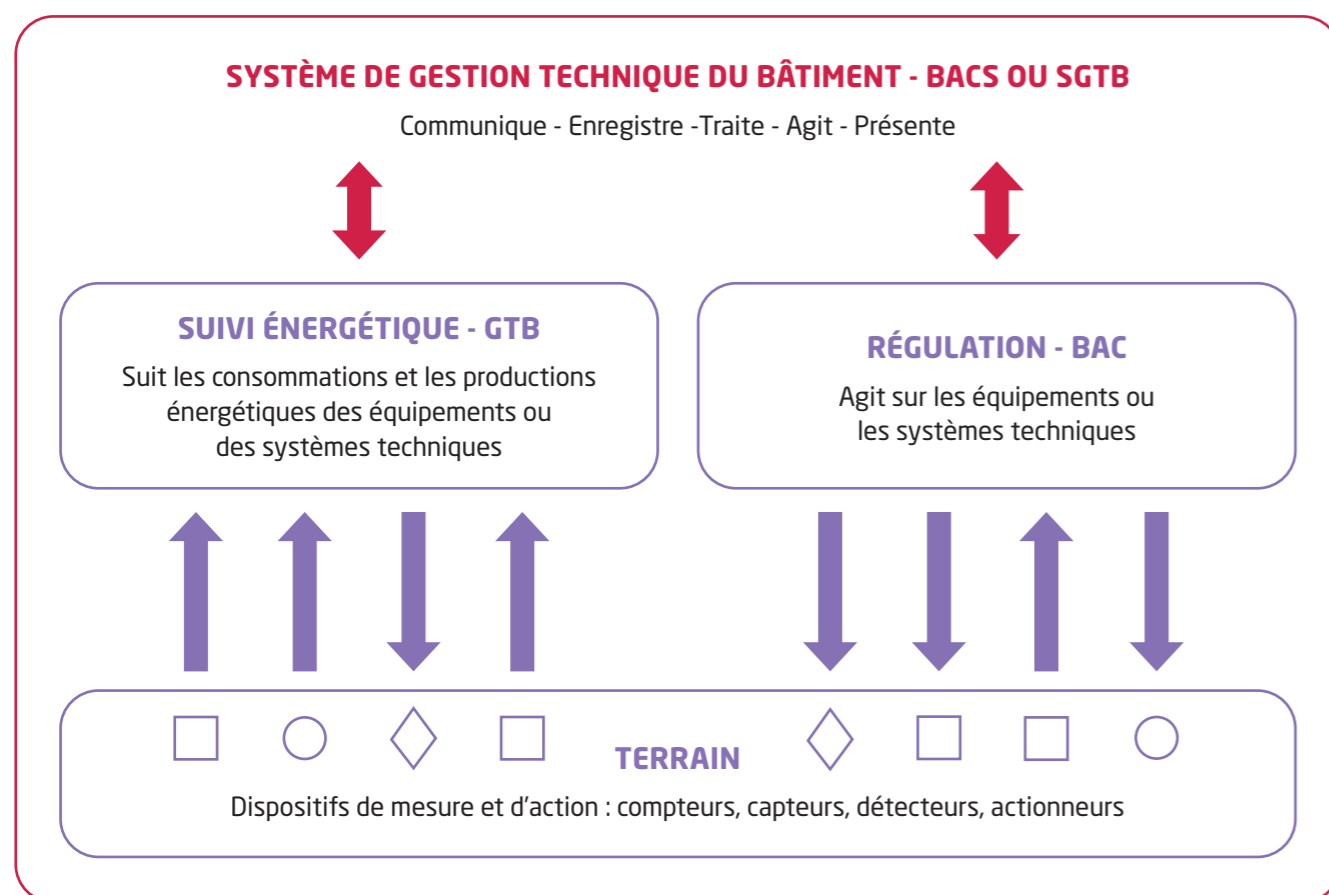 SYSTÈME DE GESTION TECHNIQUE DU BÂTIMENT - BACS OU SGTB
Communique - Enregistre -Traite - Agit - Présente
SUIVI ÉNERGÉTIQUE - GTB
Suit les consommations et les productions
énergétiques des équipements ou
des systèmes techniques
RÉGULATION - BAC
Agit sur les équipements ou
les systèmes techniques
TERRAIN
Dispositifs de mesure et d'action : compteurs, capteurs, détecteurs, actionneurs